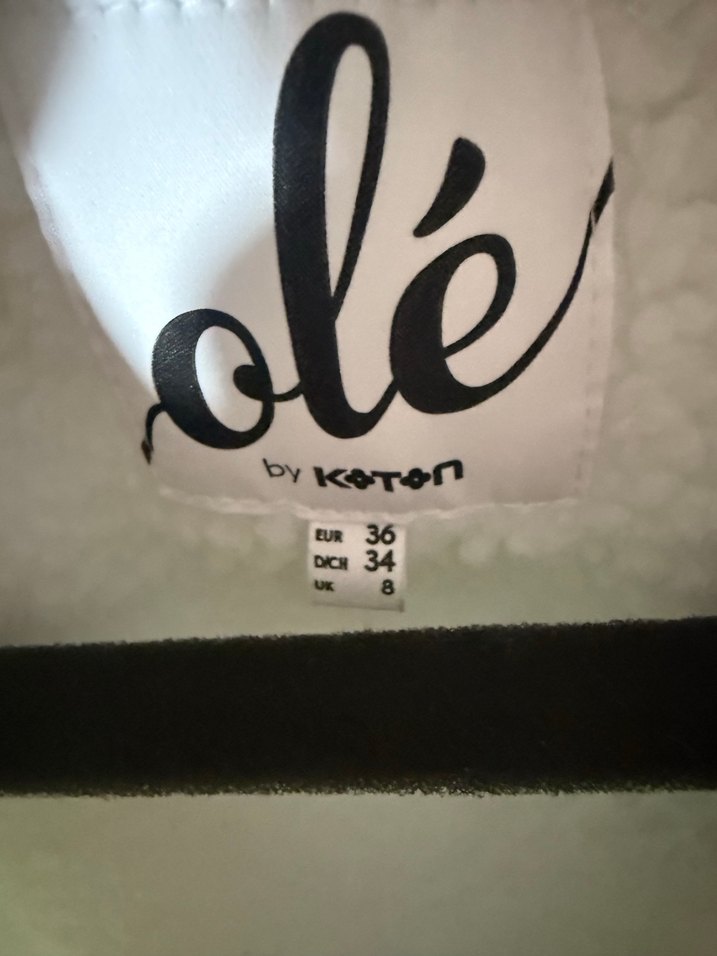 olé
by KOTON
EUR 36
D/CH 34
UK 8